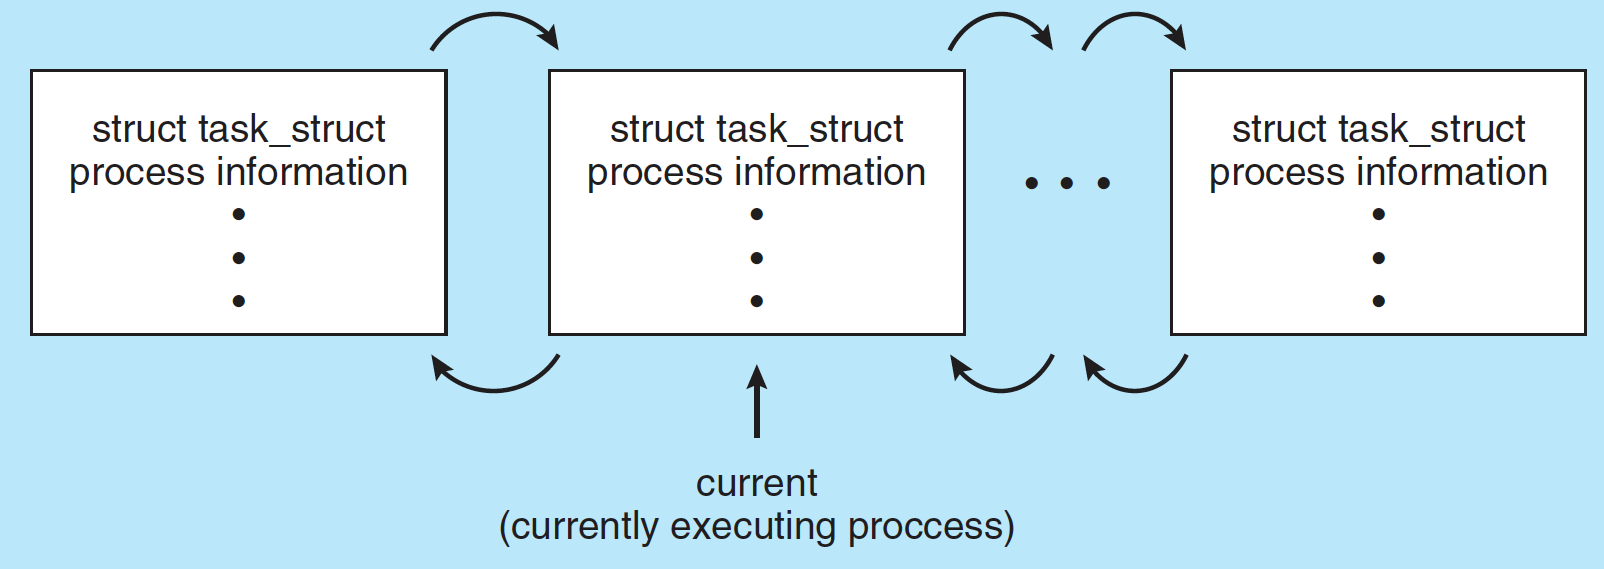 struct task_struct
process information
struct task_struct
process information
struct task_struct
process information
current
(currently executing proccess)